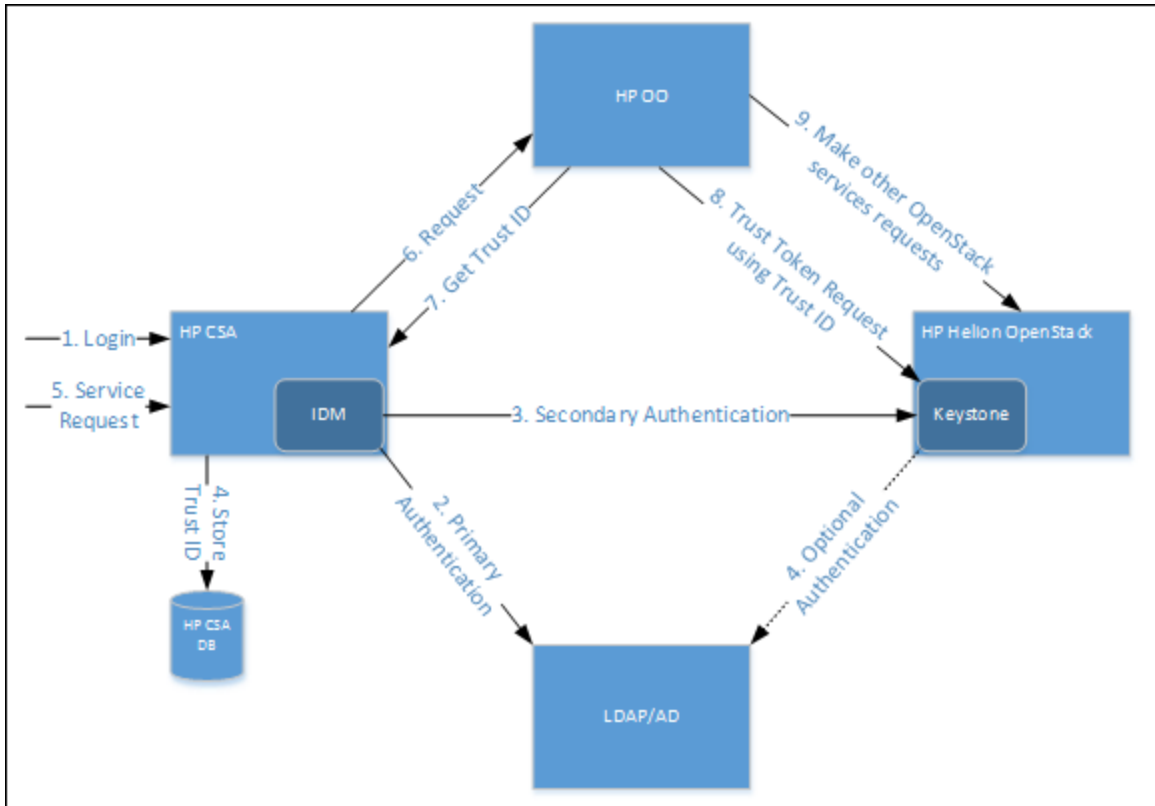 HP OO
9. Make other OpenStack
services requests
6. Request
7. Get Trust ID
8. Trust Token Request
using Trust ID
HP CSA
HP Helion OpenStack
1. Login
5. Service
Request
IDM
3. Secondary Authentication
Keystone
4. Store
Trust ID
2. Primary
Authentication
4. Optional
Authentication
HP CSA
DB
LDAP/AD